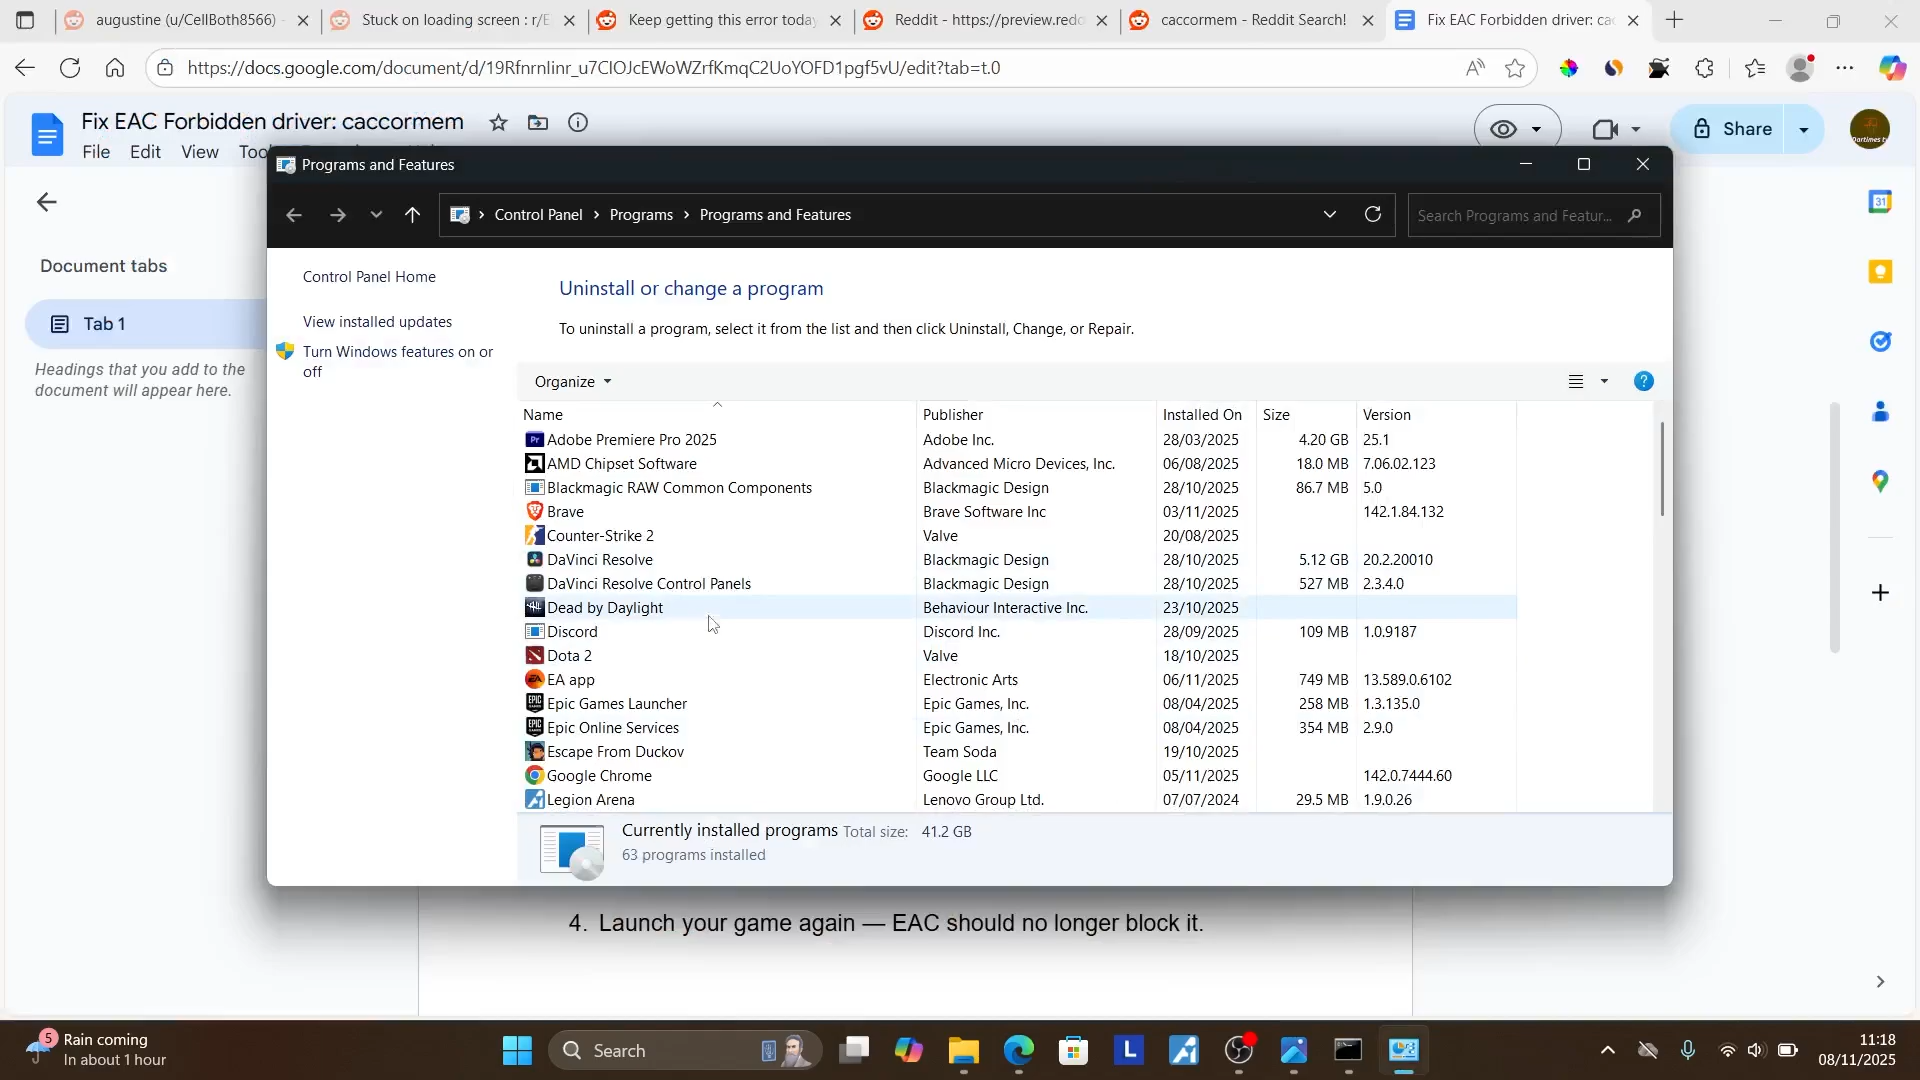 augustine (u/CellBoth8566)
Stuck on loading screen : r/E
Keep getting this error toda
Reddit - https://preview.redd
caccormem - Reddit Search!
Fix EAC Forbidden driver: ca
https://docs.google.com/document/d/19RfnrnIinr_u7CIOJcEWoWZrfKmqC2UoYOFD1pgf5vU/edit?tab=t.0
Fix EAC Forbidden driver: caccormem
Share
File Edit View Too
Programs and Features
Control Panel > Programs > Programs and Features
Search Programs and Featur...
Document tabs
Tab 1
Headings that you add to the
document will appear here.
Control Panel Home
View installed updates
Turn Windows features on or
off
Uninstall or change a program
To uninstall a program, select it from the list and then click Uninstall, Change, or Repair.
Organize
Name Publisher Installed On Size Version
Adobe Premiere Pro 2025 Adobe Inc. 28/03/2025 4.20 GB 25.1
AMD Chipset Software Advanced Micro Devices, Inc. 06/08/2025 18.0 MB 7.06.02.123
Blackmagic RAW Common Components Blackmagic Design 28/10/2025 86.7 MB 5.0
Brave Brave Software Inc 03/11/2025 142.1.84.132
Counter-Strike 2 Valve 20/08/2025
DaVinci Resolve Blackmagic Design 28/10/2025 5.12 GB 20.2.20010
DaVinci Resolve Control Panels Blackmagic Design 28/10/2025 527 MB 2.3.4.0
Dead by Daylight Behaviour Interactive Inc. 23/10/2025
Discord Discord Inc. 28/09/2025 109 MB 1.0.9187
Dota 2 Valve 18/10/2025
EA app Electronic Arts 06/11/2025 749 MB 13.589.0.6102
Epic Games Launcher Epic Games, Inc. 08/04/2025 258 MB 1.3.135.0
Epic Online Services Epic Games, Inc. 08/04/2025 354 MB 2.9.0
Escape From Duckov Team Soda 19/10/2025
Google Chrome Google LLC 05/11/2025 142.0.7444.60
Legion Arena Lenovo Group Ltd. 07/07/2024 29.5 MB 1.9.0.26
Currently installed programs Total size: 41.2 GB
63 programs installed
4. Launch your game again — EAC should no longer block it.
5
Rain coming
In about 1 hour
Search
11:18
08/11/2025